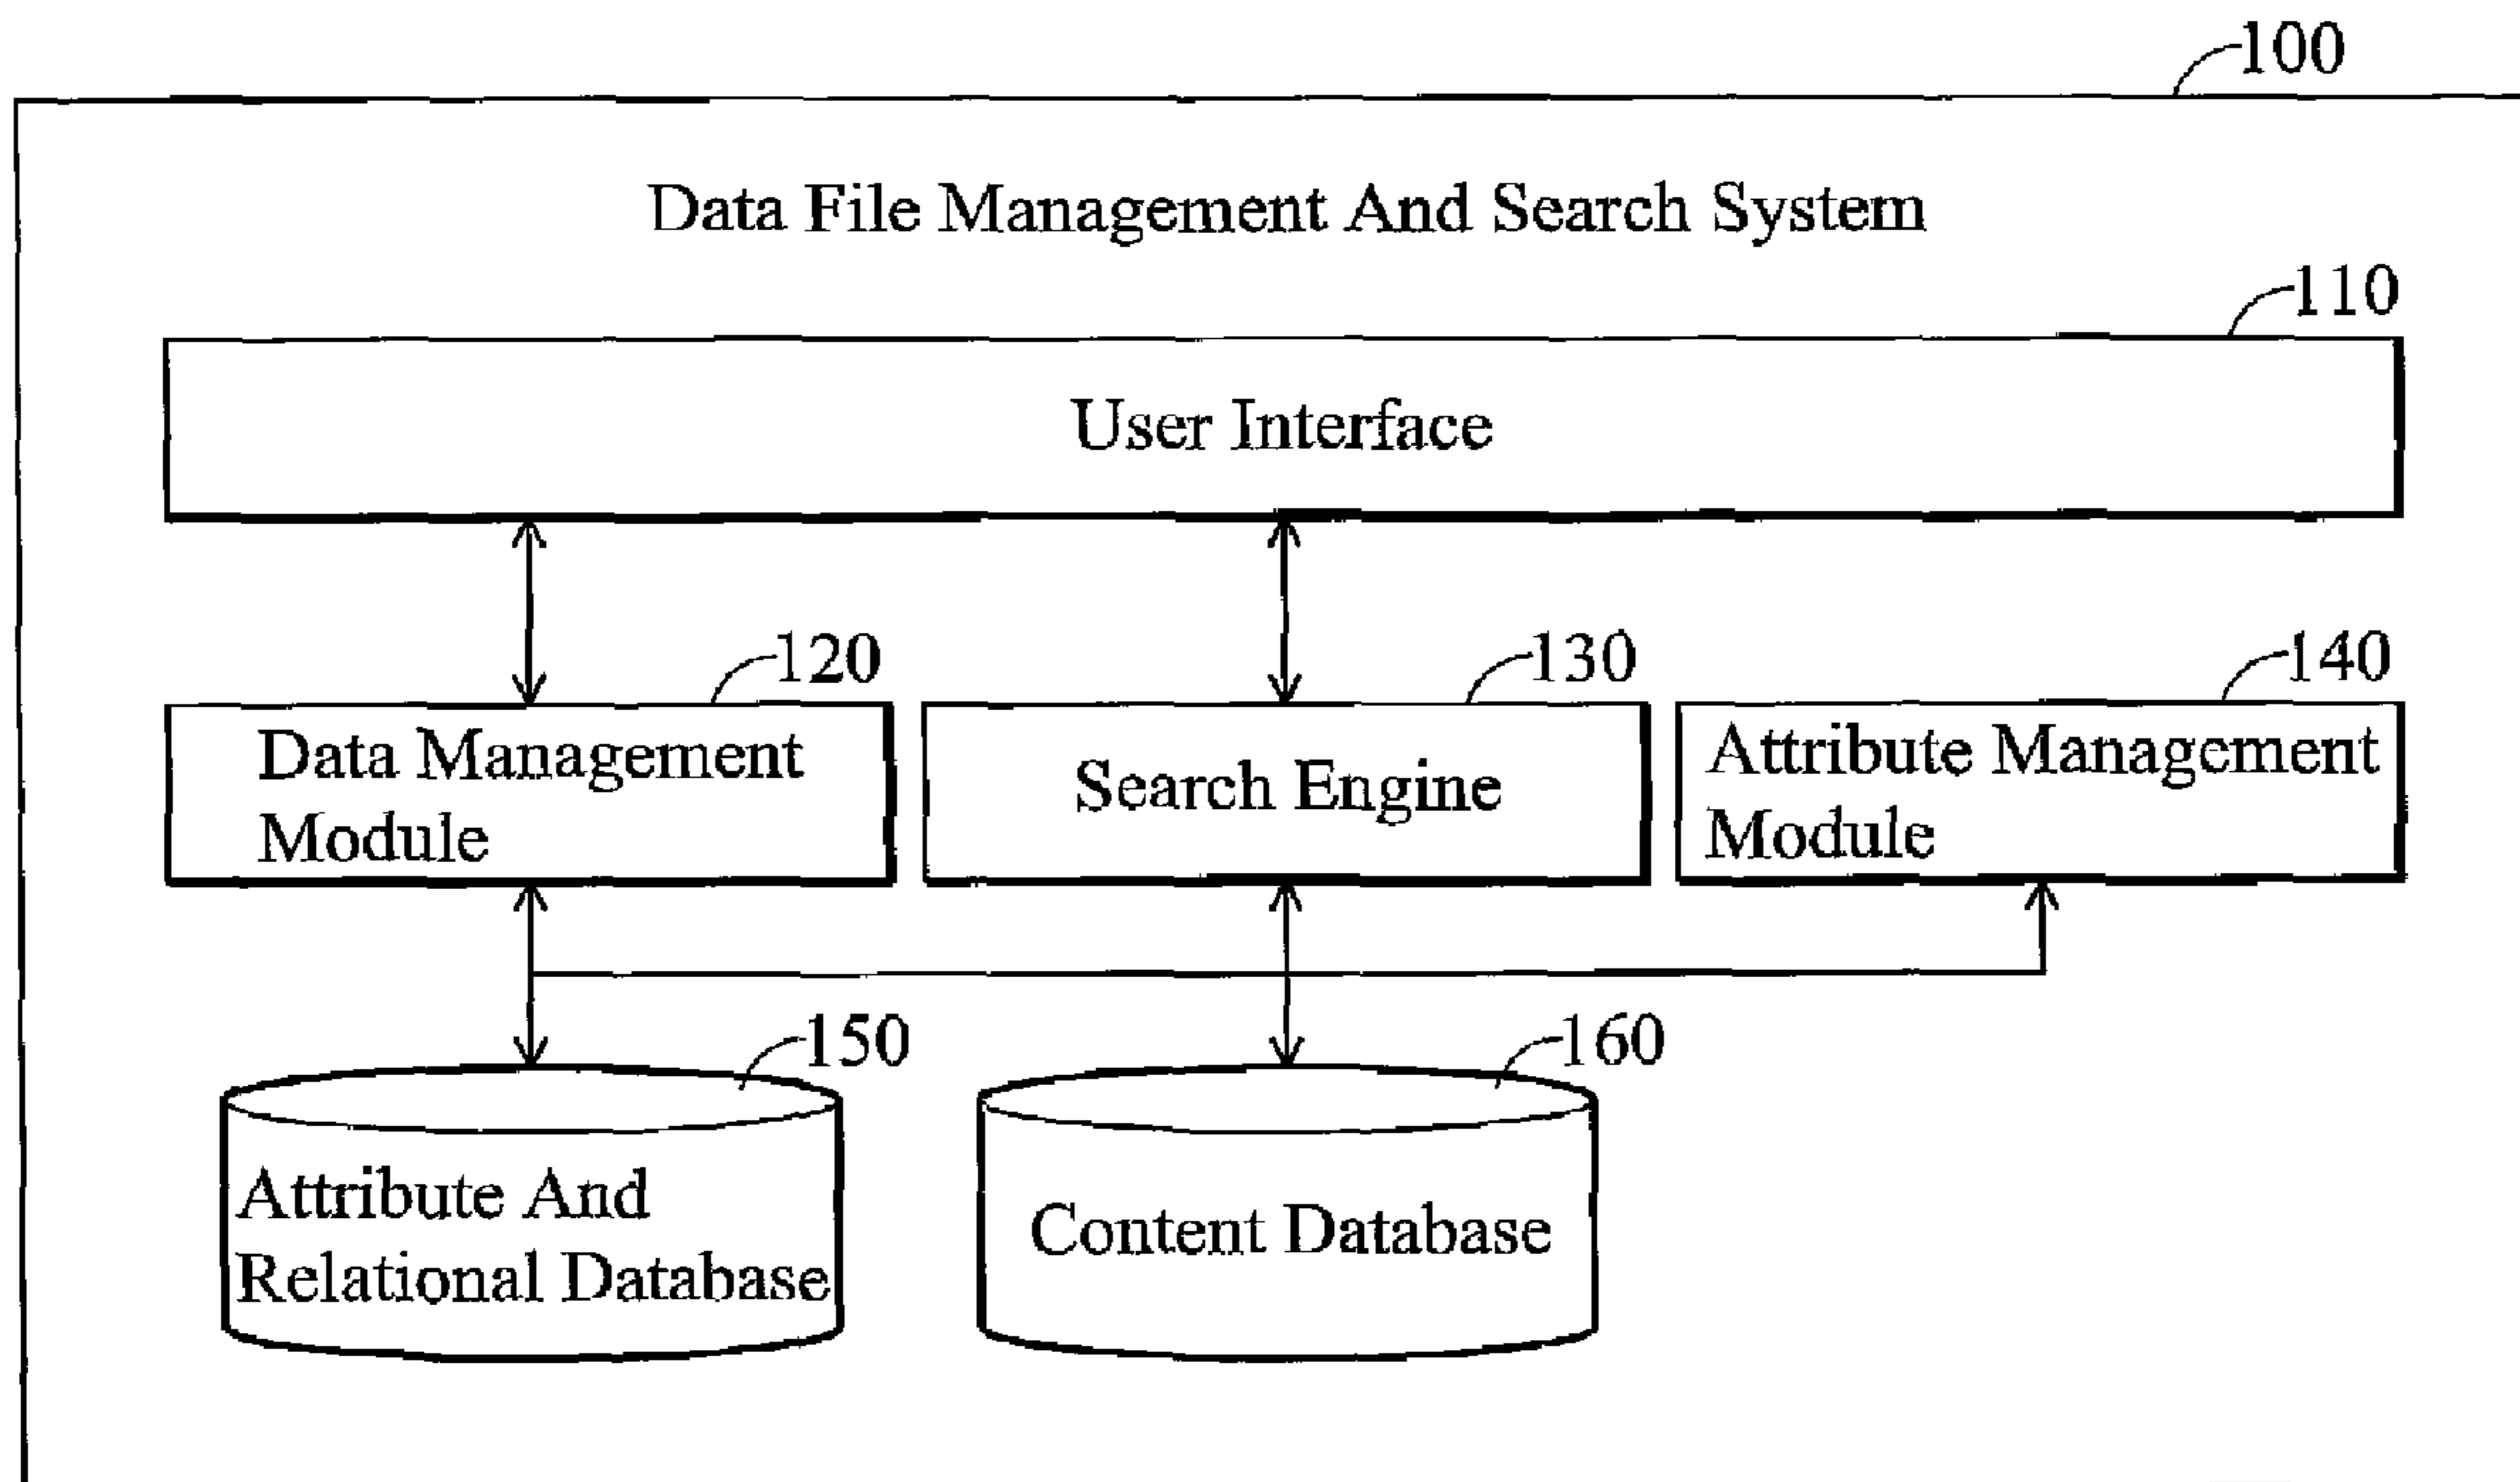 100
Data File Management And Search System
110
User Interface
120
130
140
Data Management
Module
Search Engine
Attribute Management
Module
150
160
Attribute And
Relational Database
Content Database